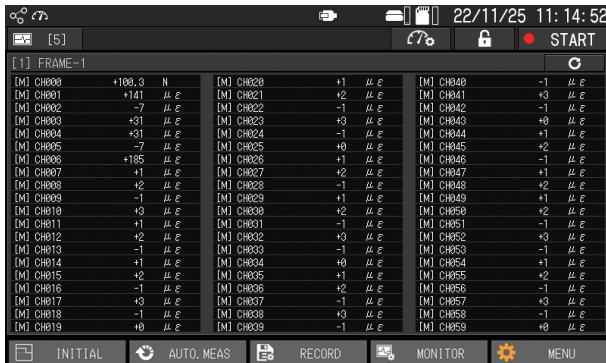 22/11/25 11:14:52
[5]
START
[1] FRAME-1
[M] CH000 +100.3 N [M] CH020 +1 με [M] CH040 -1 με
[M] CH001 +141 με [M] CH021 +2 με [M] CH041 +3 με
[M] CH002 -7 με [M] CH022 -1 με [M] CH042 -1 με
[M] CH003 +31 με [M] CH023 +3 με [M] CH043 +0 με
[M] CH004 +31 με [M] CH024 -1 με [M] CH044 +1 με
[M] CH005 -7 με [M] CH025 +0 με [M] CH045 +2 με
[M] CH006 +185 με [M] CH026 +1 με [M] CH046 -1 με
[M] CH007 +1 με [M] CH027 +2 με [M] CH047 +1 με
[M] CH008 +2 με [M] CH028 -1 με [M] CH048 +2 με
[M] CH009 -1 με [M] CH029 +1 με [M] CH049 +1 με
[M] CH010 +3 με [M] CH030 +2 με [M] CH050 +2 με
[M] CH011 +1 με [M] CH031 -1 με [M] CH051 -1 με
[M] CH012 +2 με [M] CH032 +3 με [M] CH052 +3 με
[M] CH013 -1 με [M] CH033 -1 με [M] CH053 -1 με
[M] CH014 +1 με [M] CH034 +0 με [M] CH054 +1 με
[M] CH015 +2 με [M] CH035 +1 με [M] CH055 +2 με
[M] CH016 -1 με [M] CH036 +2 με [M] CH056 -1 με
[M] CH017 +3 με [M] CH037 -1 με [M] CH057 +3 με
[M] CH018 -1 με [M] CH038 +3 με [M] CH058 -1 με
[M] CH019 +0 με [M] CH039 -1 με [M] CH059 +0 με
INITIAL AUTO.MEAS RECORD MONITOR MENU